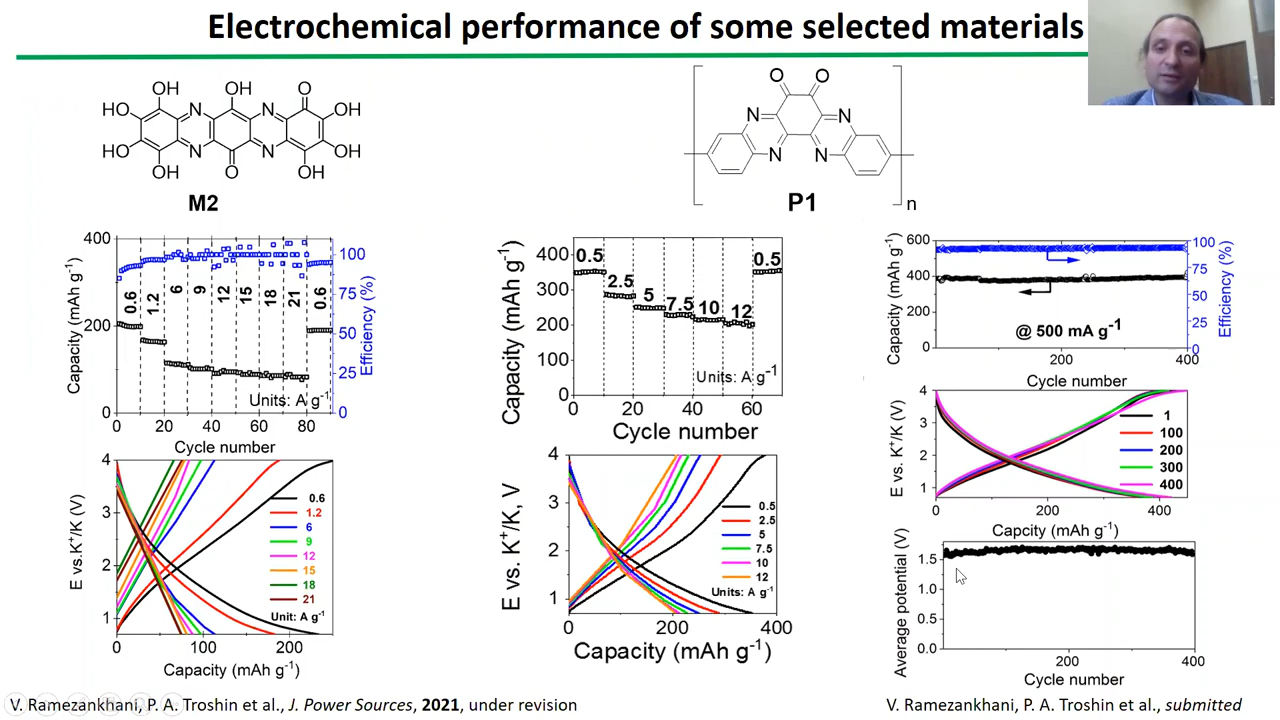 Electrochemical performance of some selected materials
OH OH O
HO N N OH
HO N N OH
OH O OH
M2
O O
N N
N N
P1
n
400
200
0
Capacity (mAh g-1)
0.6 1.2 6 9 12 15 18 21 0.6
100
75
50
25
0
Efficiency (%)
Units: A g-1
0 20 40 60 80
Cycle number
4
3
2
1
E vs.K+/K (V)
0.6
1.2
6
9
12
15
18
21
Unit: A g-1
0 100 200
Capacity (mAh g-1)
400
300
200
100
0
Capacity (mAh g-1)
0.5 2.5 5 7.5 10 12 0.5
Units: A g-1
0 20 40 60
Cycle number
4
3
2
1
E vs. K+/K, V
0.5
2.5
5
7.5
10
12
Units: A g-1
0 200 400
Capacity (mAh g-1)
600
400
200
0
Capacity (mAh g-1)
100
75
50
25
0
Efficiency (%)
@ 500 mA g-1
0 200 400
Cycle number
4
3
2
1
E vs. K+/K (V)
1
100
200
300
400
0 200 400
Capcity (mAh g-1)
1.5
1.0
0.5
0.0
Average potential (V)
200 400
Cycle number
V. Ramezankhani, P. A. Troshin et al., J. Power Sources, 2021, under revision
V. Ramezankhani, P. A. Troshin et al., submitted